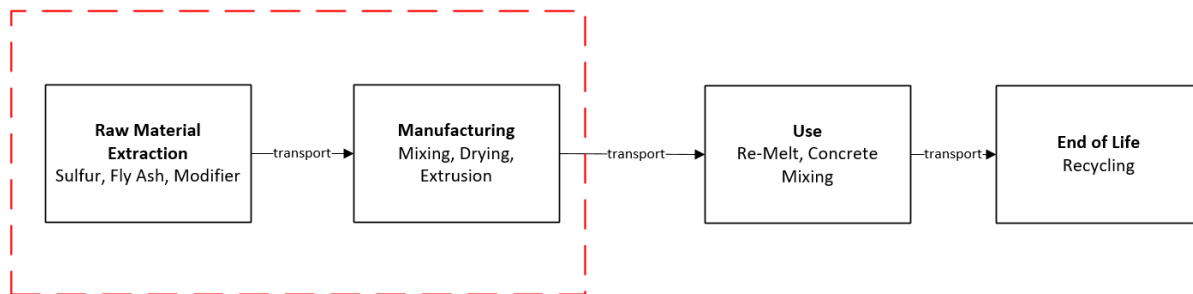 Raw Material
Extraction
Sulfur, Fly Ash, Modifier
transport
Manufacturing
Mixing, Drying,
Extrusion
transport
Use
Re-Melt, Concrete
Mixing
transport
End of Life
Recycling